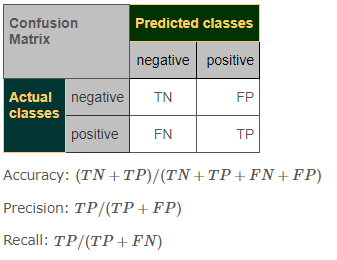 Confusion Matrix
Predicted classes
negative positive
Actual classes
negative TN FP
positive FN TP
Accuracy: (TN + TP)/(TN + TP + FN + FP)
Precision: TP/(TP + FP)
Recall: TP/(TP + FN)